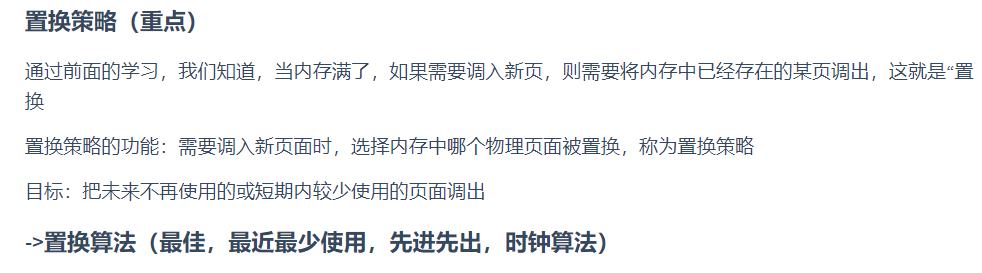 置换策略（重点）
通过前面的学习，我们知道，当内存满了，如果需要调入新页，则需要将内存中已经存在的某页调出，这就是“置
换
置换策略的功能：需要调入新页面时，选择内存中哪个物理页面被置换，称为置换策略
目标：把未来不再使用的或短期内较少使用的页面调出
->置换算法（最佳，最近最少使用，先进先出，时钟算法）